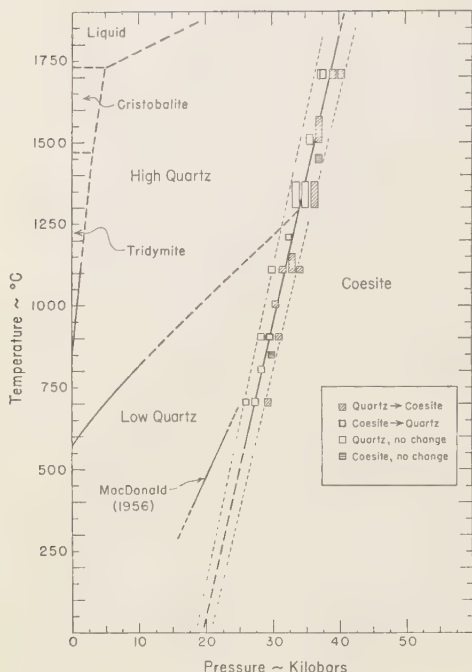 Liquid
1750
Cristobalite
1500
High Quartz
1250
Tridymite
Coesite
1000
Temperature ~ °C
750
Low Quartz
Quartz → Coesite
Coesite → Quartz
Quartz, no change
Coesite, no change
500
MacDonald
(1956)
250
0
10
20
30
40
50
Pressure ~ Kilobars